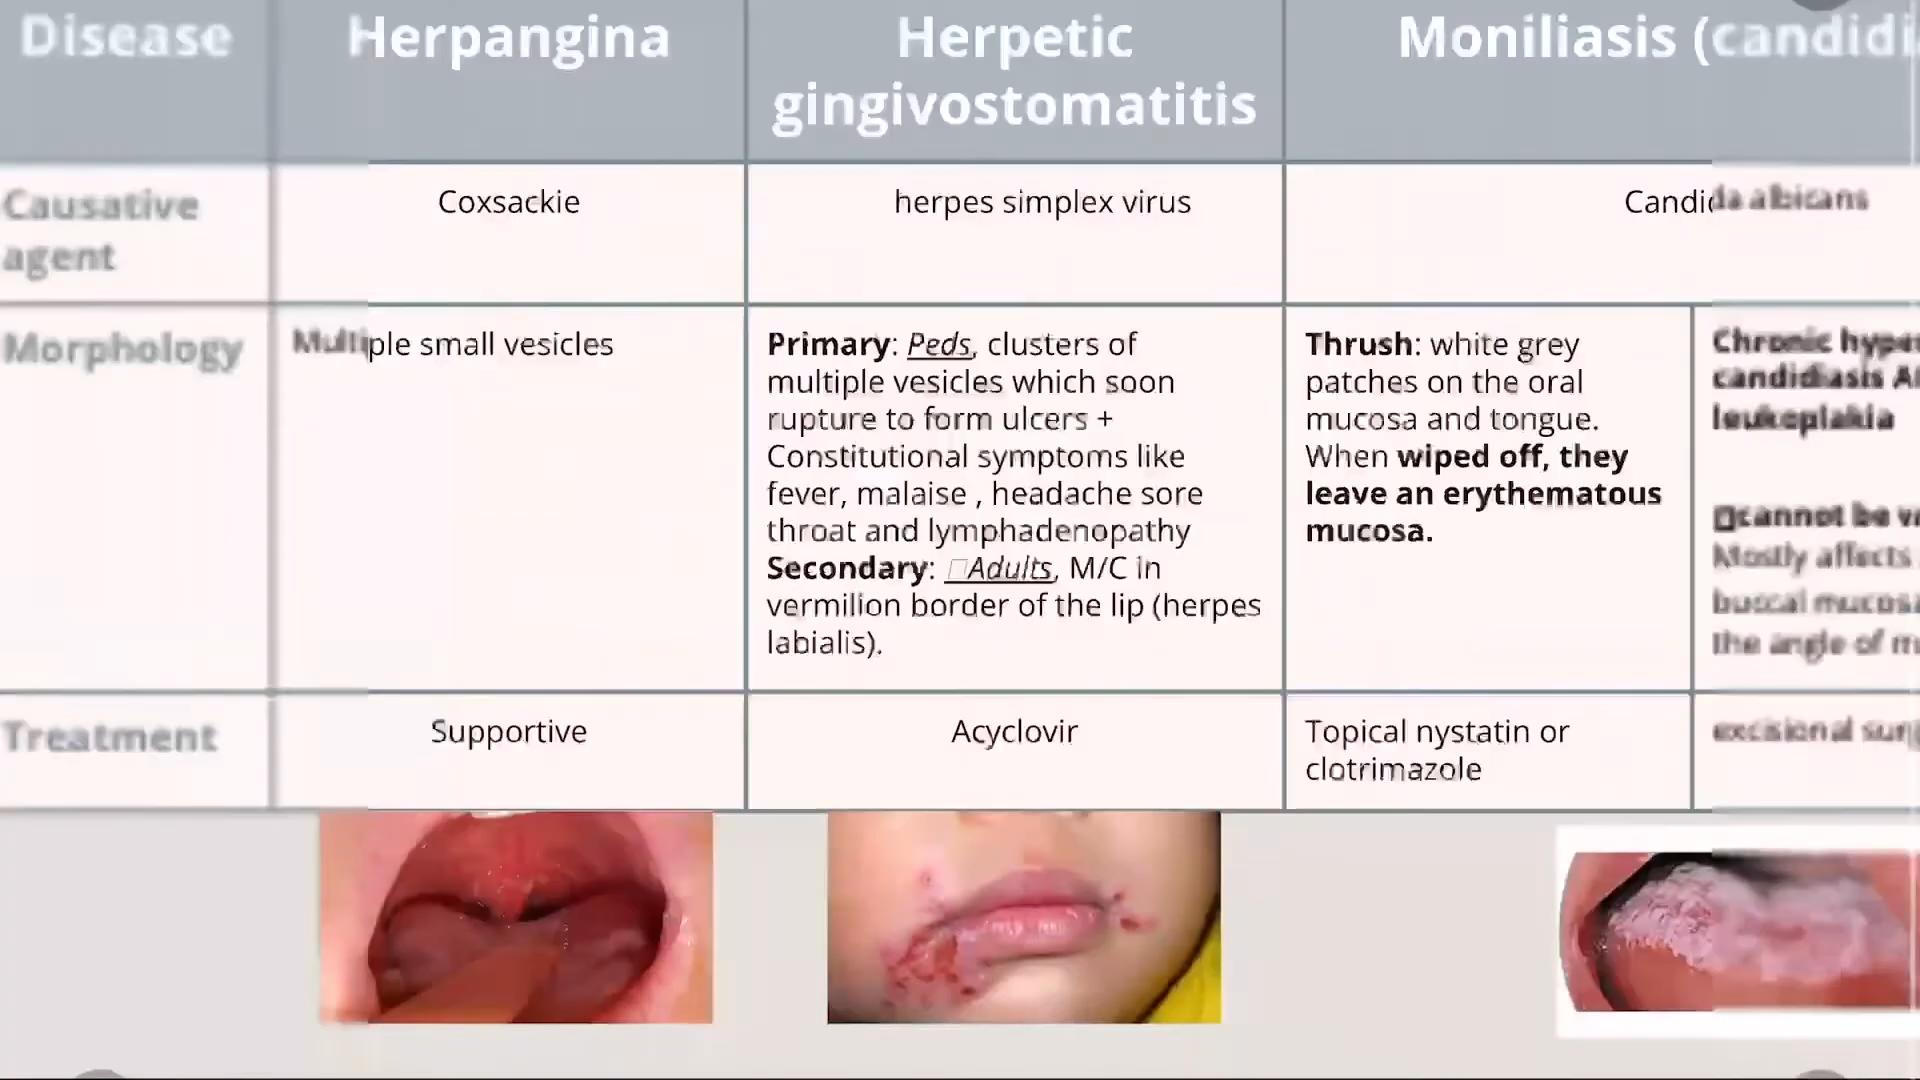 Disease
Herpangina
Herpetic
gingivostomatitis
Moniliasis (candidi
Causative
agent
Coxsackie
herpes simplex virus
Candida albicans
Morphology
Multiple small vesicles
Primary: Peds, clusters of
multiple vesicles which soon
rupture to form ulcers +
Constitutional symptoms like
fever, malaise , headache sore
throat and lymphadenopathy
Secondary: Adults, M/C in
vermilion border of the lip (herpes
labialis).
Thrush: white grey
patches on the oral
mucosa and tongue.
When wiped off, they
leave an erythematous
mucosa.
Chronic
candidiasis
leukoplakia
cannot be
Mostly affects
buccal mucosa
the angle of
Treatment
Supportive
Acyclovir
Topical nystatin or
clotrimazole
excisional